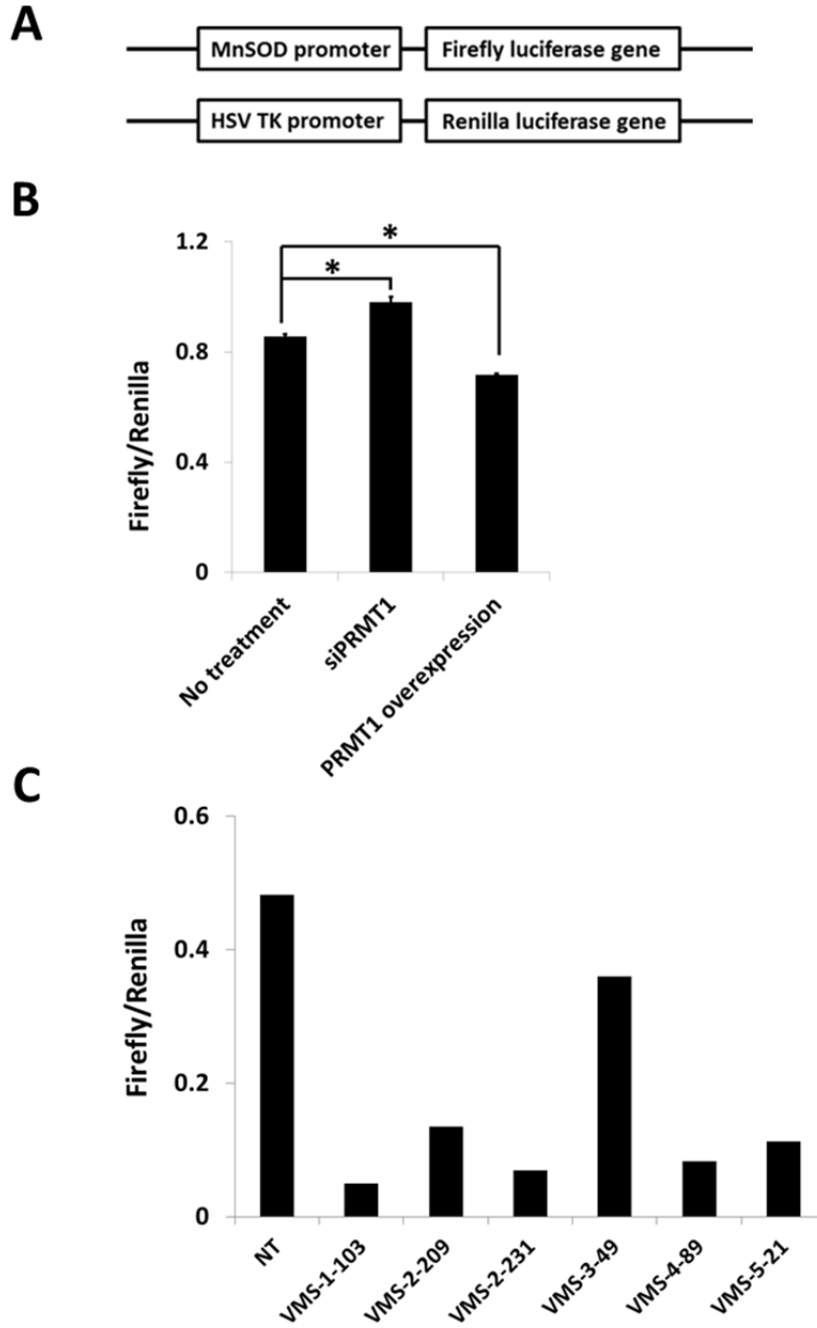 A
MnSOD promoter Firefly luciferase gene
HSV TK promoter Renilla luciferase gene
B
1.2
0.8
0.4
0
Firefly/Renilla
*
*
No treatment
siPRMT1
PRMT1 overexpression
C
0.6
0.4
0.2
0
Firefly/Renilla
NT
VMS-1-103
VMS-2-209
VMS-2-231
VMS-3-49
VMS-4-89
VMS-5-21